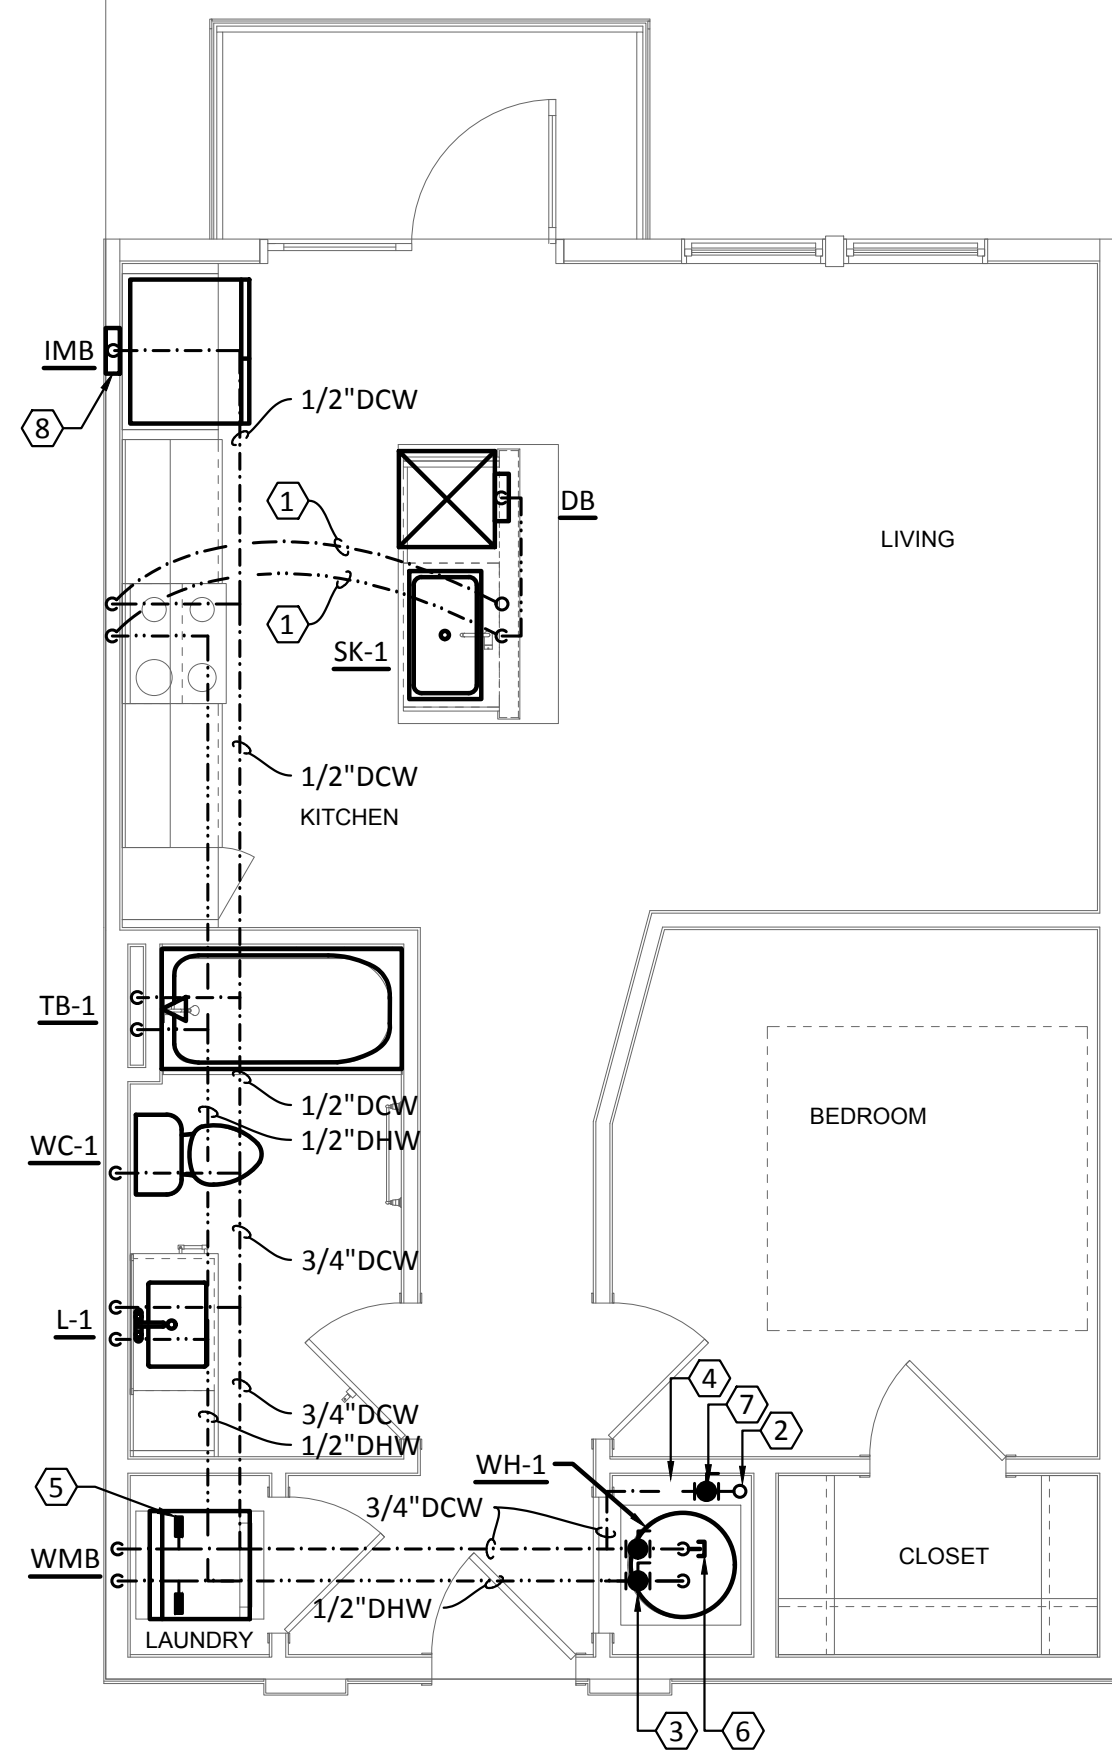 IMB
8
1/2"DCW
1
DB
LIVING
1
SK-1
1/2"DCW
KITCHEN
TB-1
1/2"DCW
1/2"DHW
BEDROOM
WC-1
3/4"DCW
L-1
4
7
2
3/4"DCW
1/2"DHW
WH-1
5
3/4"DCW
WMB
CLOSET
1/2"DHW
LAUNDRY
3
6